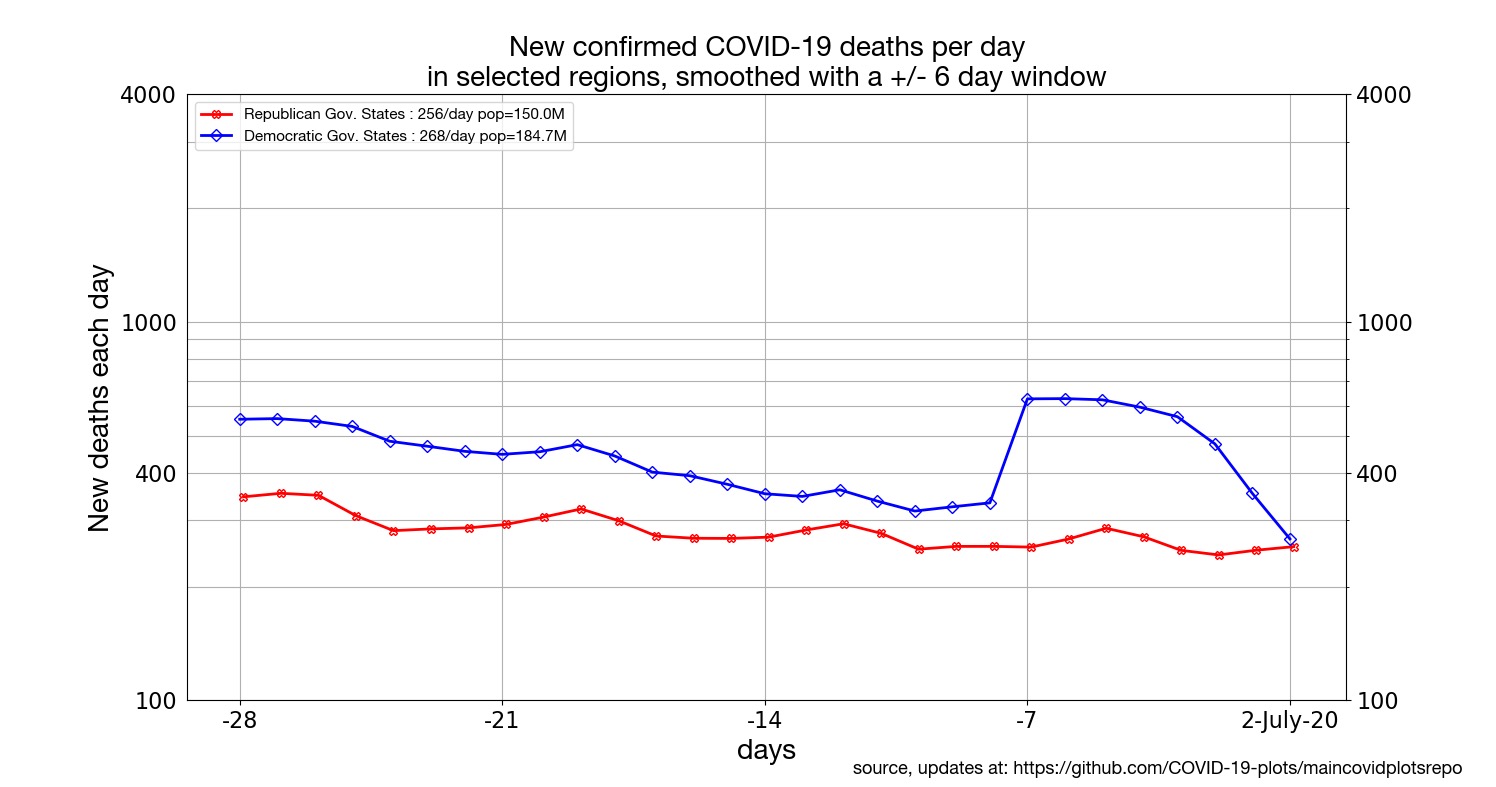 New confirmed COVID-19 deaths per day
in selected regions, smoothed with a +/- 6 day window
4000
4000
Republican Gov. States : 256/day pop=150.0M
Democratic Gov. States : 268/day pop=184.7M
New deaths each day
1000
1000
400
400
100
100
-28
-21
-14
-7
2-July-20
days
source, updates at: https://github.com/COVID-19-plots/maincovidplotsrepo